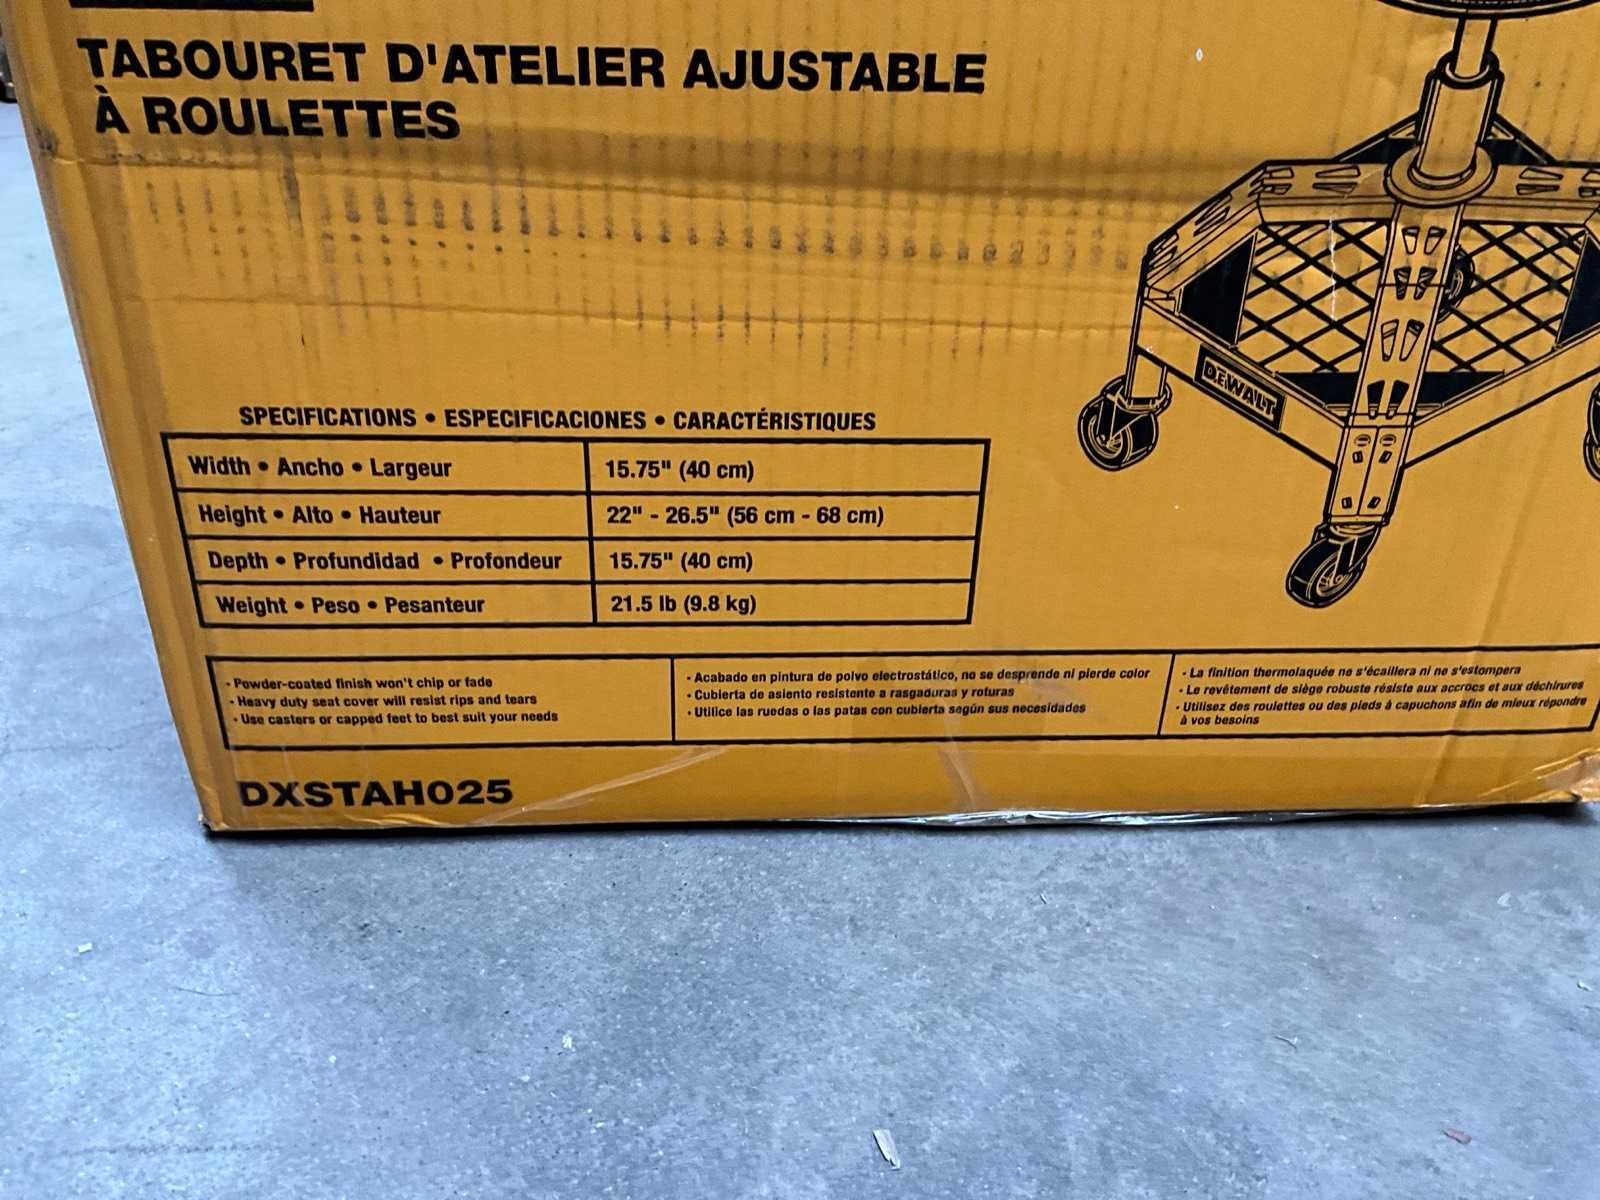 TABOURET D'ATELIER AJUSTABLE
À ROULETTES
DEWALT
SPECIFICATIONS • ESPECIFICACIONES • CARACTÉRISTIQUES
Width • Ancho • Largeur 15.75" (40 cm)
Height • Alto • Hauteur 22" - 26.5" (56 cm - 68 cm)
Depth • Profundidad • Profondeur 15.75" (40 cm)
Weight • Peso • Pesanteur 21.5 lb (9.8 kg)
• Powder-coated finish won't chip or fade
• Heavy duty seat cover will resist rips and tears
• Use casters or capped feet to best suit your needs
• Acabado en pintura de polvo electrostático, no se desprende ni pierde color
• Cubierta de asiento resistente a rasgaduras y roturas
• Utilice las ruedas o las patas con cubierta según sus necesidades
• La finition thermolaquée ne s'écaillera ni ne s'estompera
• Le revêtement de siège robuste résiste aux accrocs et aux déchirures
• Utilisez des roulettes ou des pieds à capuchons afin de mieux répondre
à vos besoins
DXSTAH025